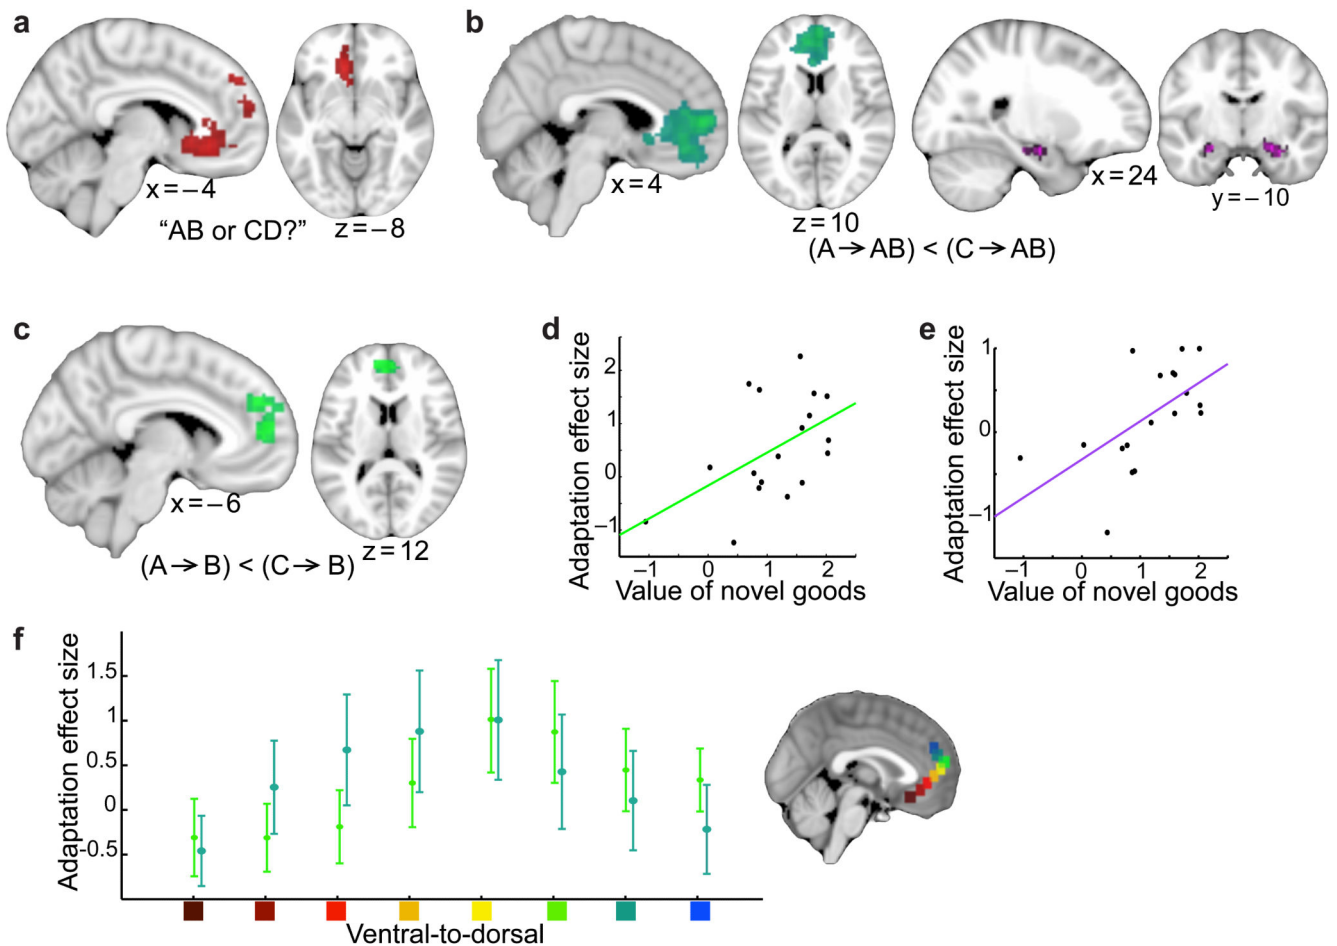 a
x=−4
"AB or CD?"
z=−8
b
x=4
z=10
x=24
y=−10
(A→AB) < (C→AB)
c
x=−6
(A→B) < (C→B)
z=12
d
Adaptation effect size
2
1
0
−1
−1
0
1
2
Value of novel goods
e
Adaptation effect size
1
0
−1
−1
0
1
2
Value of novel goods
f
Adaptation effect size
1.5
1
0.5
0
-0.5
Ventral-to-dorsal